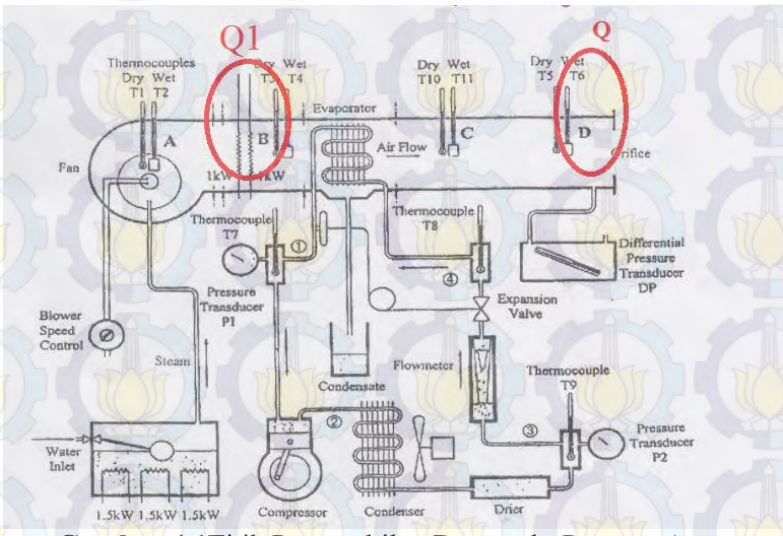 Q1
Q
Thermocouples
Dry Wet
T1 T2
Dry Wet
T3 T4
Dry Wet
T10 T11
Dry Wet
T5 T6
Evaporator
A
B
C
D
Air Flow
Fan
1kW
1kW
Orifice
Thermocouple
T7
Thermocouple
T8
①
④
Differential
Pressure
Transducer
DP
Pressure
Transducer
P1
Expansion
Valve
Blower
Speed
Control
Steam
Condensate
Flowmeter
Thermocouple
T9
②
③
Pressure
Transducer
P2
Water
Inlet
1.5kW 1.5kW 1.5kW
Compressor
Condenser
Drier